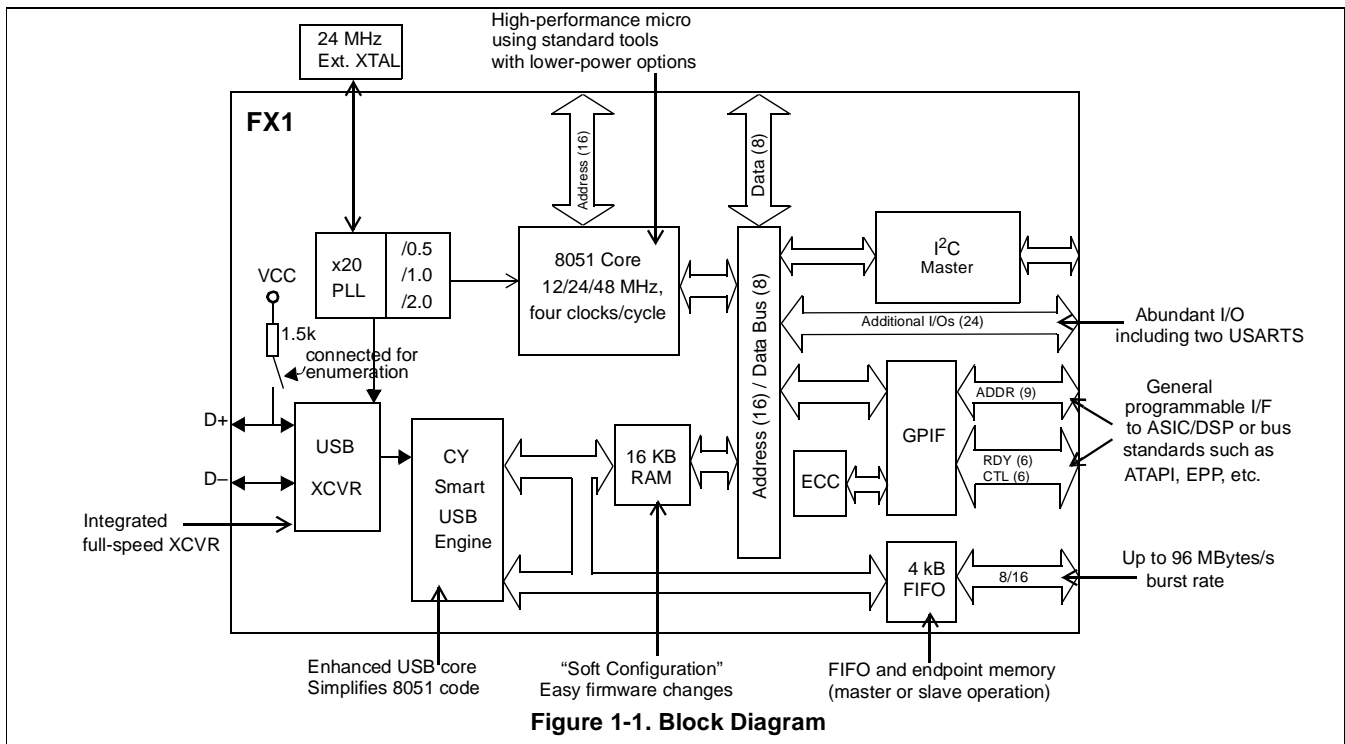 High-performance micro
using standard tools
with lower-power options
24 MHz
Ext. XTAL
FX1
Address (16)
Data (8)
x20
PLL
/0.5
/1.0
/2.0
8051 Core
12/24/48 MHz,
four clocks/cycle
I²C
Master
VCC
1.5k
connected for
enumeration
Address (16) / Data Bus (8)
Additional I/Os (24)
Abundant I/O
including two USARTS
D+
D–
USB
XCVR
CY
Smart
USB
Engine
16 KB
RAM
ECC
GPIF
ADDR (9)
RDY (6)
CTL (6)
General
programmable I/F
to ASIC/DSP or bus
standards such as
ATAPI, EPP, etc.
Integrated
full-speed XCVR
4 kB
FIFO
8/16
Up to 96 MBytes/s
burst rate
Enhanced USB core
Simplifies 8051 code
“Soft Configuration”
Easy firmware changes
FIFO and endpoint memory
(master or slave operation)
Figure 1-1. Block Diagram